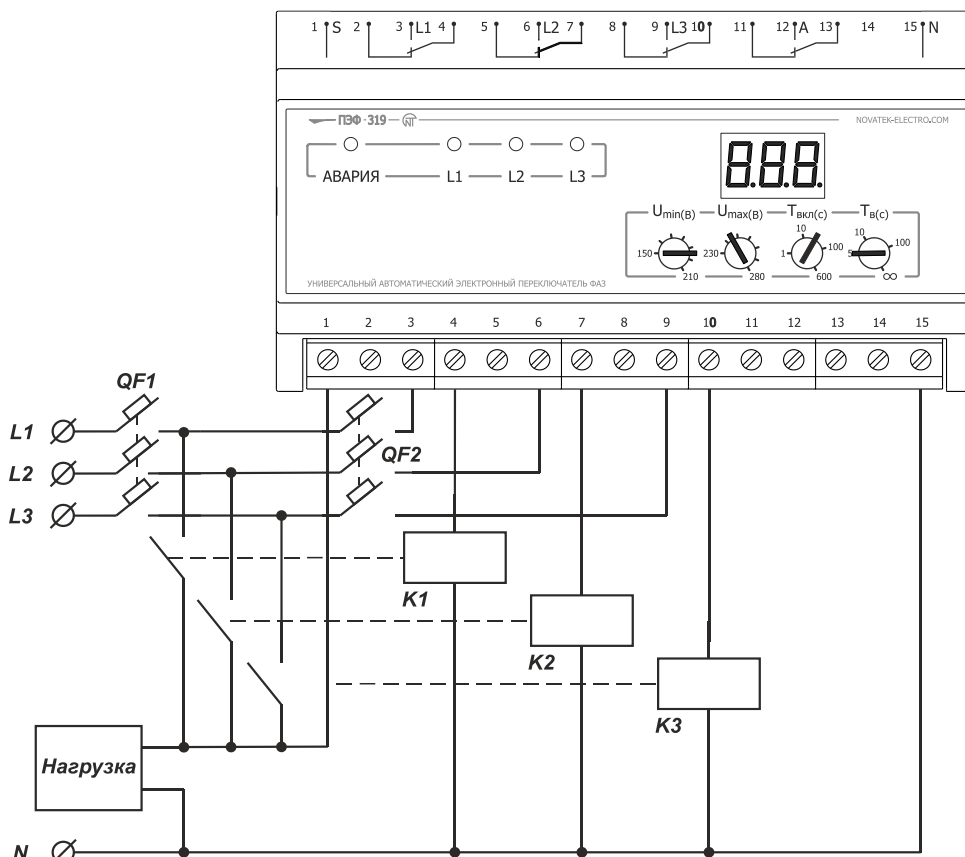 1 S 2 3 L1 4 5 6 L2 7 8 9 L3 10 11 12 A 13 14 15 N
ПЭФ - 319 NT NOVATEK-ELECTRO.COM
8.8.8.
АВАРИЯ L1 L2 L3
Umin(В) Umax(В) Tвкл(с) Tв(с)
10 10
150 230 1 100 5 100
210 280 600 ∞
УНИВЕРСАЛЬНЫЙ АВТОМАТИЧЕСКИЙ ЭЛЕКТРОННЫЙ ПЕРЕКЛЮЧАТЕЛЬ ФАЗ
1 2 3 4 5 6 7 8 9 10 11 12 13 14 15
QF1
L1
QF2
L2
L3
K1
K2
K3
Нагрузка
N